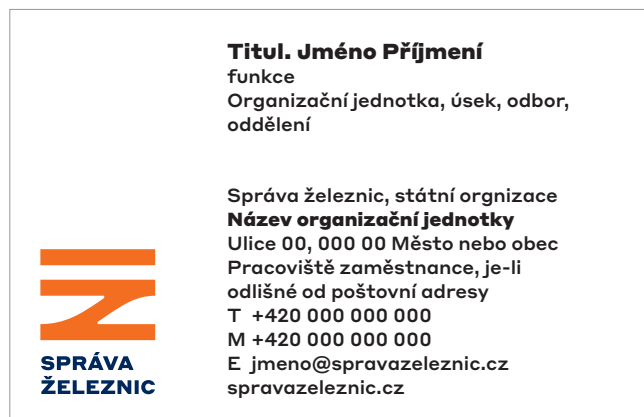 Titul. Jméno Příjmení
funkce
Organizační jednotka, úsek, odbor,
oddělení
Správa železnic, státní orgnizace
Název organizační jednotky
Ulice 00, 000 00 Město nebo obec
Pracoviště zaměstnance, je-li
odlišné od poštovní adresy
T +420 000 000 000
M +420 000 000 000
E jmeno@spravazeleznic.cz
spravazeleznic.cz
SPRÁVA
ŽELEZNIC